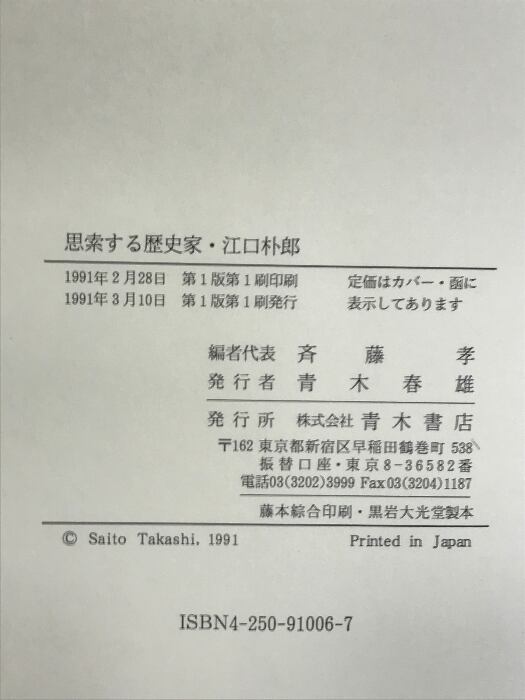 思索する歴史家・江口朴郎
1991年2月28日 第1版第1刷印刷 定価はカバー・函に
1991年3月10日 第1版第1刷発行 表示してあります
編者代表 斉藤孝
発行者 青木春雄
発行所 株式会社 青木書店
〒162 東京都新宿区早稲田鶴巻町 538
振替口座・東京8-36582番
電話03(3202)3999 Fax03(3204)1187
藤本綜合印刷・黒岩大光堂製本
© Saito Takashi, 1991 Printed in Japan
ISBN4-250-91006-7